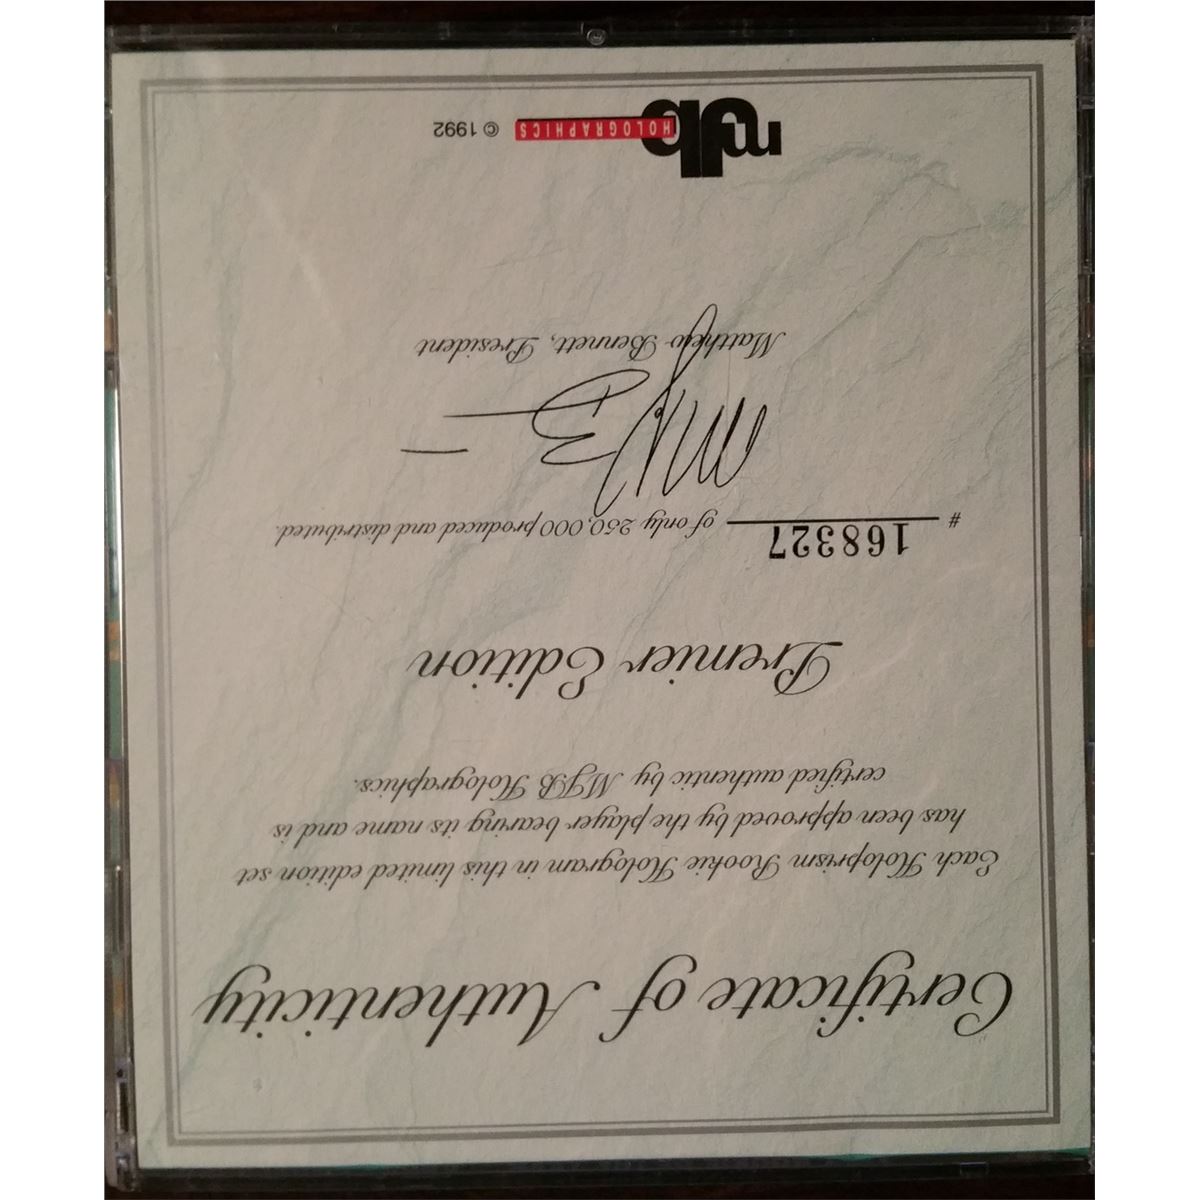 Certificate of Authenticity
Each Holoprism Rookie Hologram in this limited edition set
has been approved by the player bearing its name and is
certified authentic by MJB Holographics.
Premier Edition
# 168327 of only 250,000 produced and distributed.
Matthew Bennett, President
mjb HOLOGRAPHICS © 1992